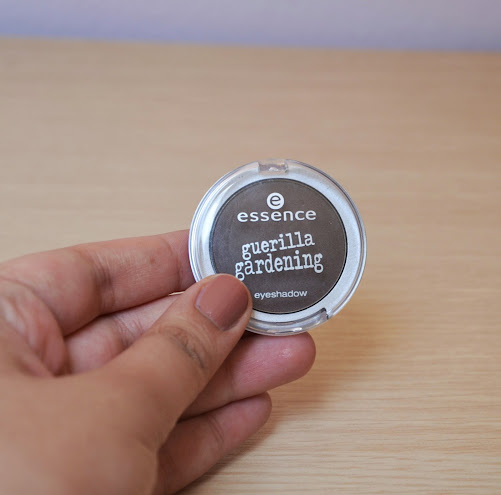 e
essence
guerilla
gardening
eyeshadow